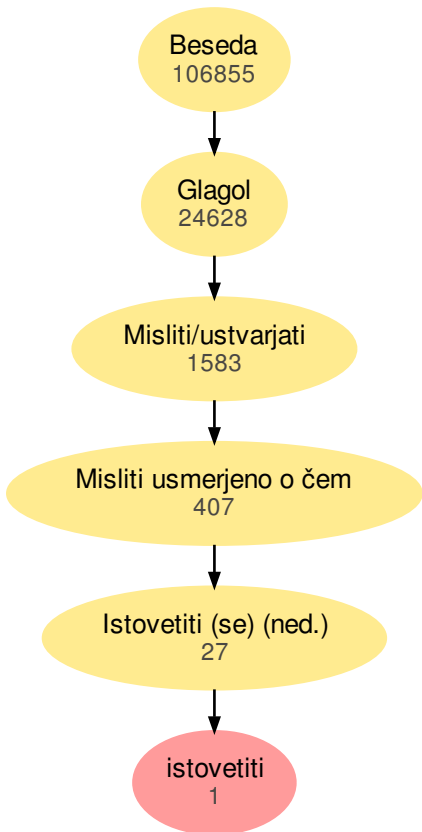 Beseda
106855
Glagol
24628
Misliti/ustvarjati
1583
Misliti usmerjeno o čem
407
Istovetiti (se) (ned.)
27
istovetiti
1